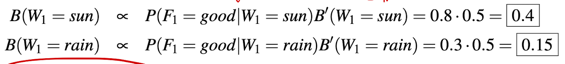 B(W₁ = sun) ∝ P(F₁ = good|W₁ = sun)B′(W₁ = sun) = 0.8 · 0.5 = 0.4
B(W₁ = rain) ∝ P(F₁ = good|W₁ = rain)B′(W₁ = rain) = 0.3 · 0.5 = 0.15